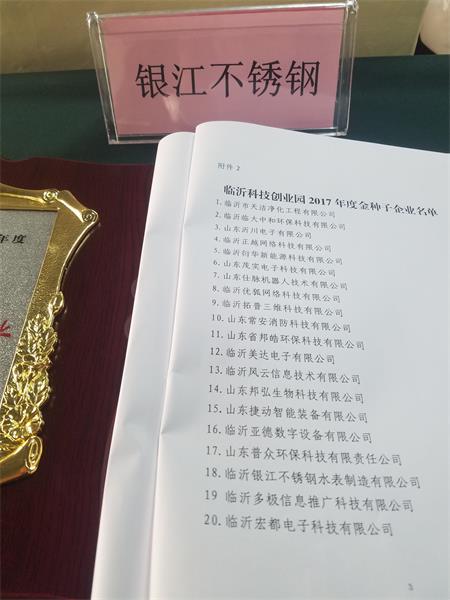 银江不锈钢
附件 2
临沂科技创业园 2017 年度金种子企业名单
1. 临沂市天洁净化工程有限公司
2. 临沂临大中和环保科技有限公司
3. 山东沂川电子有限公司
4. 临沂正越网络科技有限公司
5. 临沂衍华新能源科技有限公司
6. 山东茂实电子科技有限公司
7. 山东仕脉机器人技术有限公司
8. 临沂优狐网络科技有限公司
9. 临沂拓普三维科技有限公司
10. 山东常安消防科技有限公司
11. 山东省邦皓环保科技有限公司
12. 临沂美达电子有限公司
13. 临沂风云信息技术有限公司
14. 山东邦弘生物科技有限公司
15. 山东捷动智能装备有限公司
16. 临沂亚德数字设备有限公司
17. 山东普众环保科技有限责任公司
18. 临沂银江不锈钢水表制造有限公司
19 临沂多极信息推广科技有限公司
20. 临沂宏都电子科技有限公司
年度